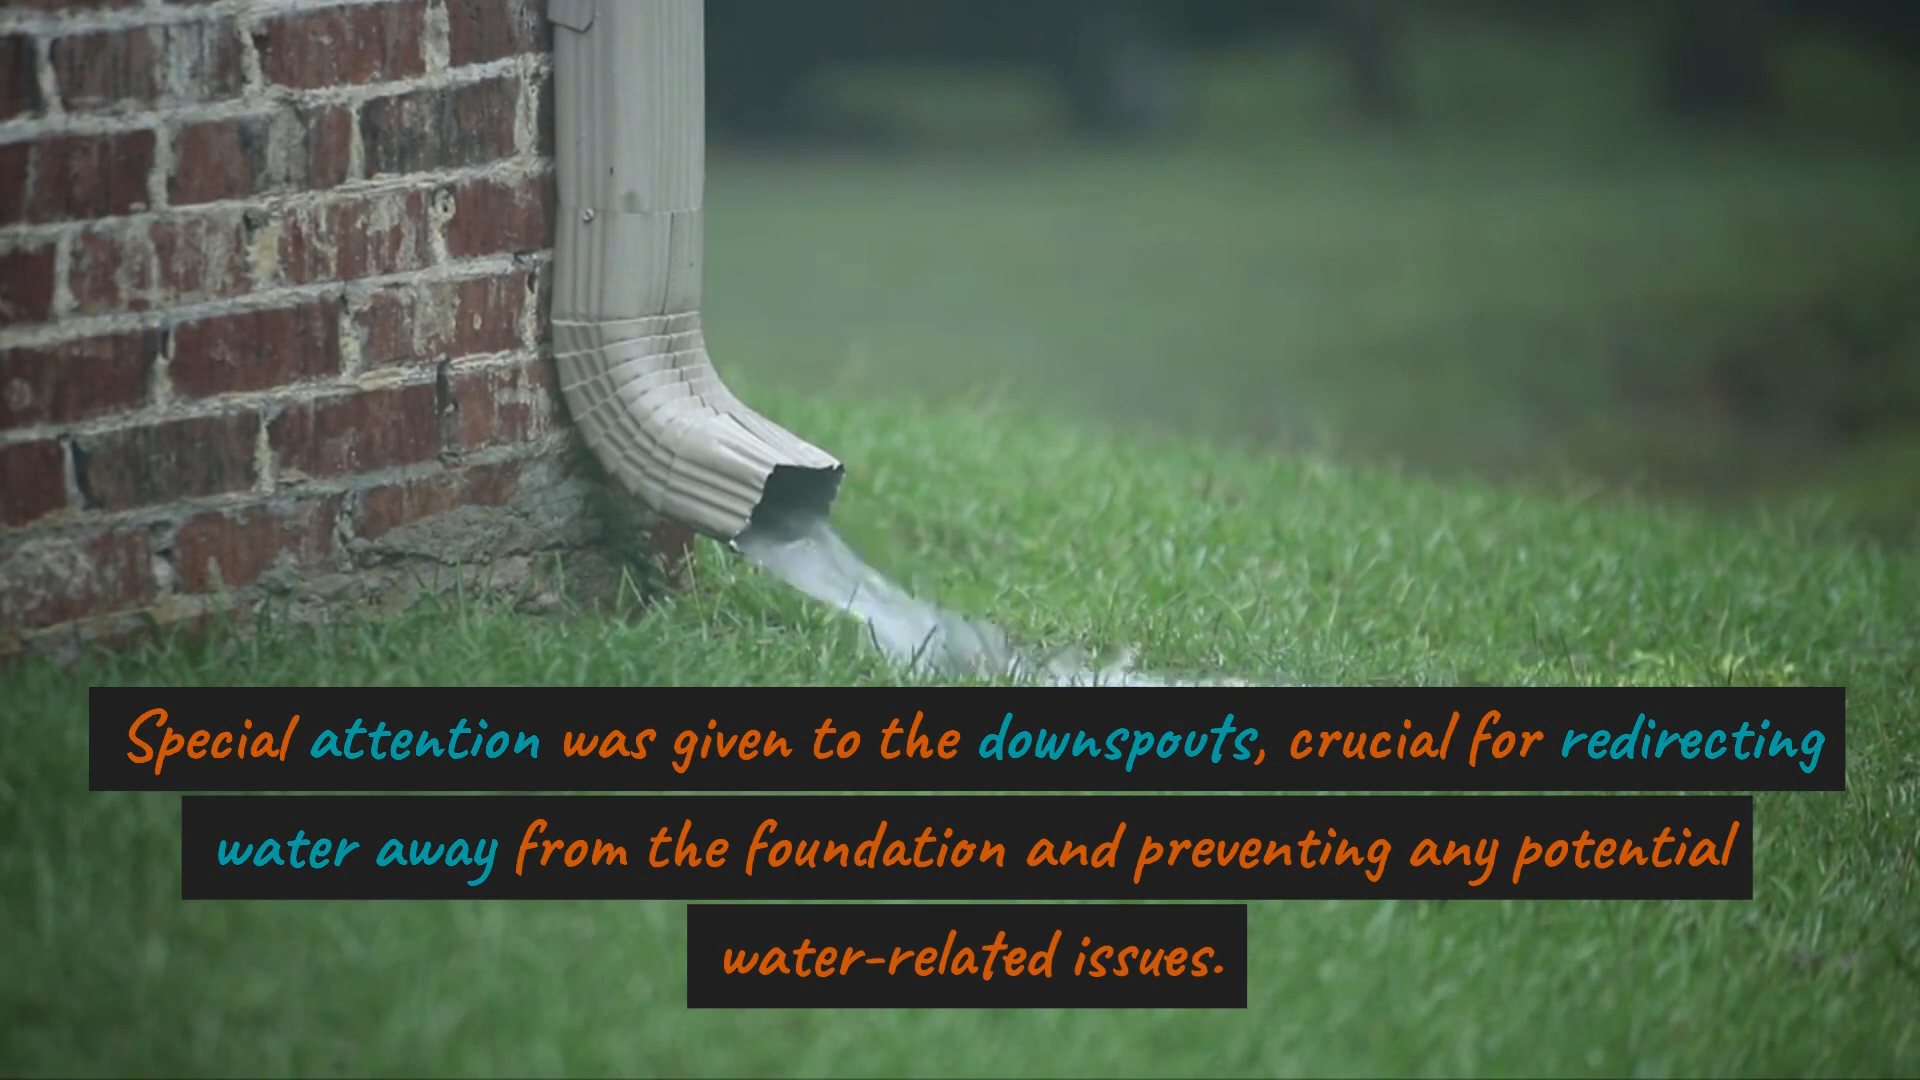 Special attention was given to the downspouts, crucial for redirecting
water away from the foundation and preventing any potential
water-related issues.